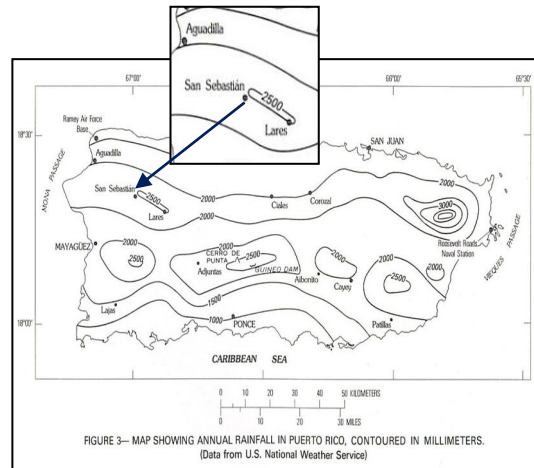 Aguadilla
San Sebastián
2500
Lares
67°00'
66°00'
65°30'
18°30'
Ramey Air Force
Base
SAN JUAN
Aguadilla
MONA PASSAGE
San Sebastián
2500
Lares
2000
2000
Ciales
Corozal
2000
3000
Roosevelt Roads
Naval Station
VIEQUES PASSAGE
MAYAGÜEZ
2000
2500
2000
CERRO DE
PUNTA
2500
Adjuntas
GUINEO DAM
2000
Aibonito
Cayey
2000
2500
2000
1500
1000
Lajas
18°00'
PONCE
Patillas
CARIBBEAN SEA
0 10 20 30 40 50 KILOMETERS
0 10 20 30 MILES
FIGURE 3— MAP SHOWING ANNUAL RAINFALL IN PUERTO RICO, CONTOURED IN MILLIMETERS.
(Data from U.S. National Weather Service)